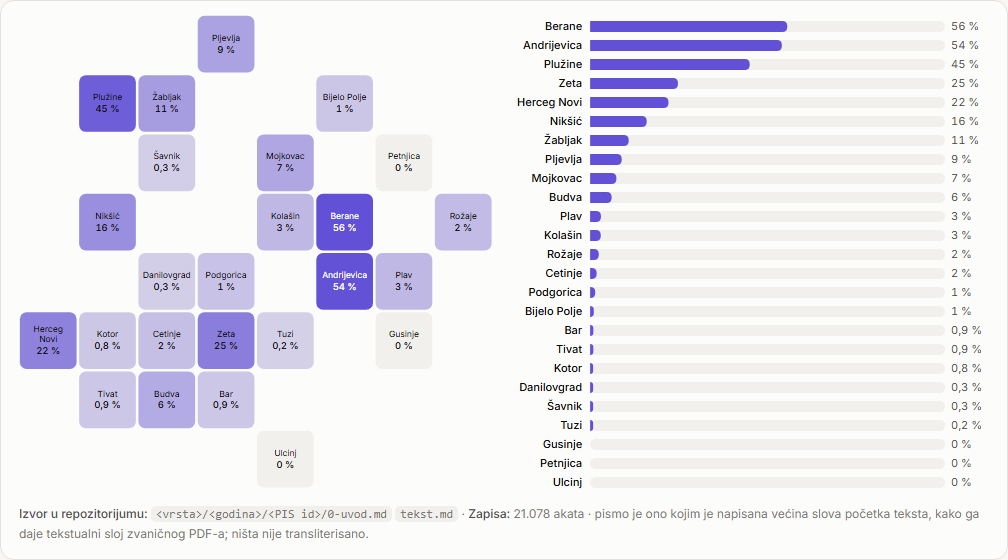 Pljevlja
9 %
Plužine
45 %
Žabljak
11 %
Bijelo Polje
1 %
Šavnik
0,3 %
Mojkovac
7 %
Petnjica
0 %
Nikšić
16 %
Kolašin
3 %
Berane
56 %
Rožaje
2 %
Danilovgrad
0,3 %
Podgorica
1 %
Andrijevica
54 %
Plav
3 %
Herceg
Novi
22 %
Kotor
0,8 %
Cetinje
2 %
Zeta
25 %
Tuzi
0,2 %
Gusinje
0 %
Tivat
0,9 %
Budva
6 %
Bar
0,9 %
Ulcinj
0 %
Berane 56 %
Andrijevica 54 %
Plužine 45 %
Zeta 25 %
Herceg Novi 22 %
Nikšić 16 %
Žabljak 11 %
Pljevlja 9 %
Mojkovac 7 %
Budva 6 %
Plav 3 %
Kolašin 3 %
Rožaje 2 %
Cetinje 2 %
Podgorica 1 %
Bijelo Polje 1 %
Bar 0,9 %
Tivat 0,9 %
Kotor 0,8 %
Danilovgrad 0,3 %
Šavnik 0,3 %
Tuzi 0,2 %
Gusinje 0 %
Petnjica 0 %
Ulcinj 0 %
Izvor u repozitorijumu: <vrsta>/<godina>/<PIS id>/0-uvod.md tekst.md · Zapisa: 21.078 akata · pismo je ono kojim je napisana većina slova početka teksta, kako ga
daje tekstualni sloj zvaničnog PDF-a; ništa nije transliterisano.